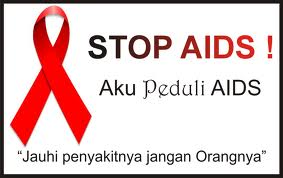 STOP AIDS !
Aku Peduli AIDS
“Jauhi penyakitnya jangan Orangnya”